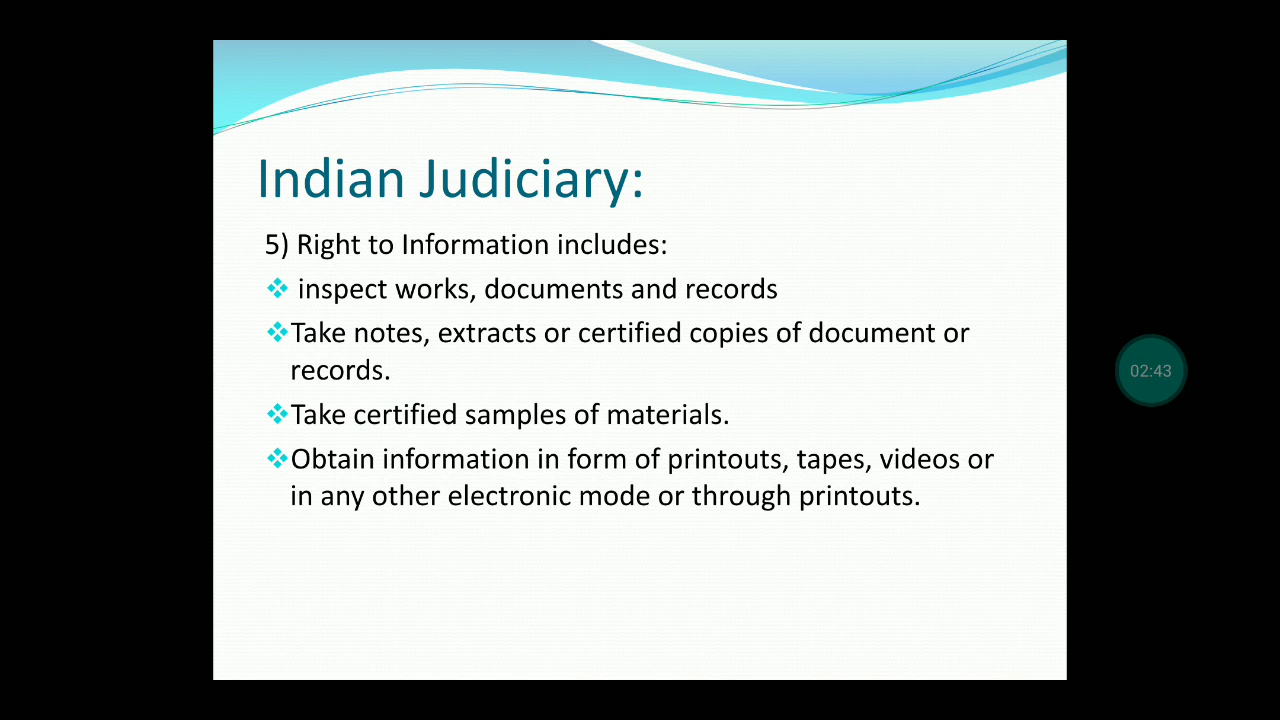 Indian Judiciary:
5) Right to Information includes:
❖ inspect works, documents and records
❖Take notes, extracts or certified copies of document or
records.
❖Take certified samples of materials.
❖Obtain information in form of printouts, tapes, videos or
in any other electronic mode or through printouts.
02:43